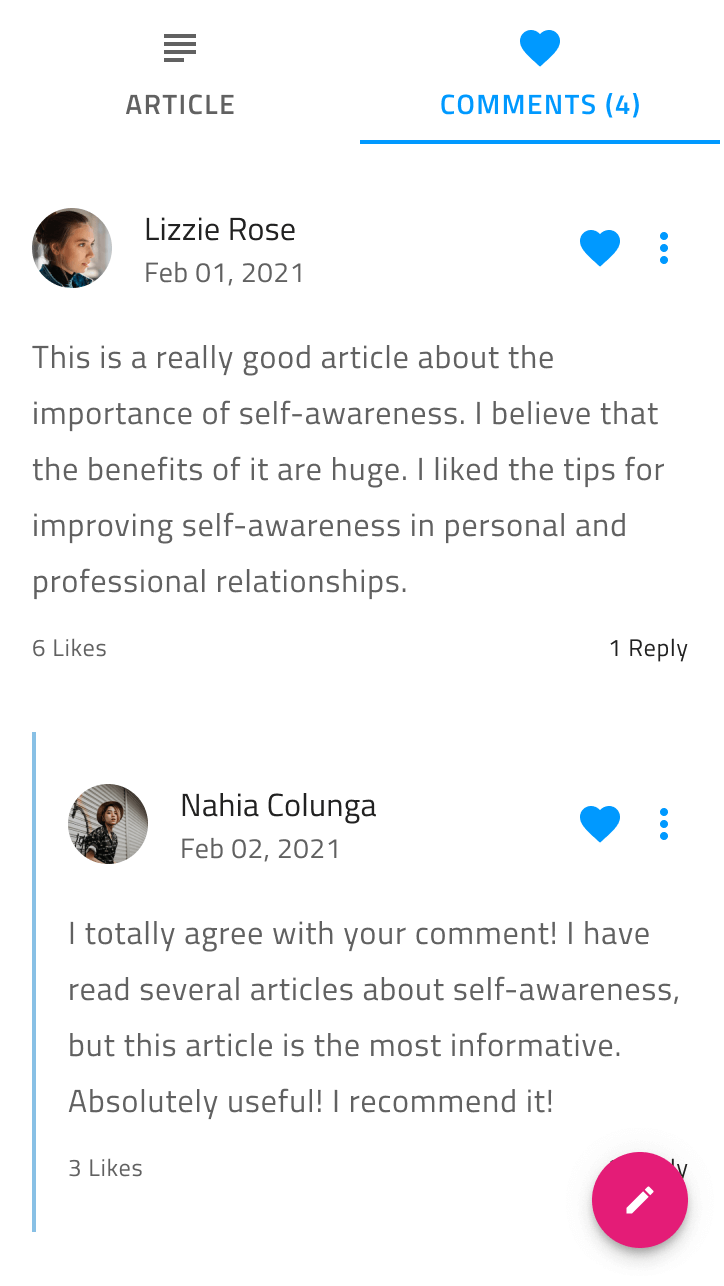 ARTICLE
COMMENTS (4)
Lizzie Rose
Feb 01, 2021
This is a really good article about the
importance of self-awareness. I believe that
the benefits of it are huge. I liked the tips for
improving self-awareness in personal and
professional relationships.
6 Likes
1 Reply
Nahia Colunga
Feb 02, 2021
I totally agree with your comment! I have
read several articles about self-awareness,
but this article is the most informative.
Absolutely useful! I recommend it!
3 Likes